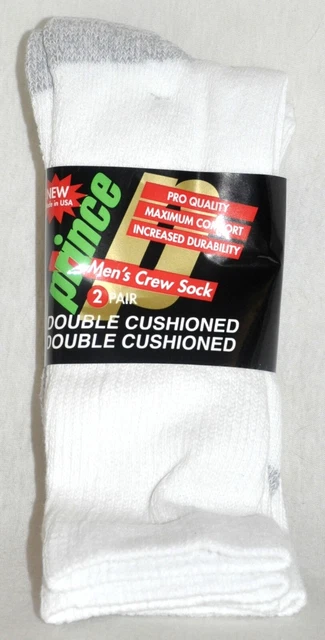 NEW
Made in USA
prince
p
PRO QUALITY
MAXIMUM COMFORT
INCREASED DURABILITY
Men's Crew Sock
2 PAIR
DOUBLE CUSHIONED
DOUBLE CUSHIONED